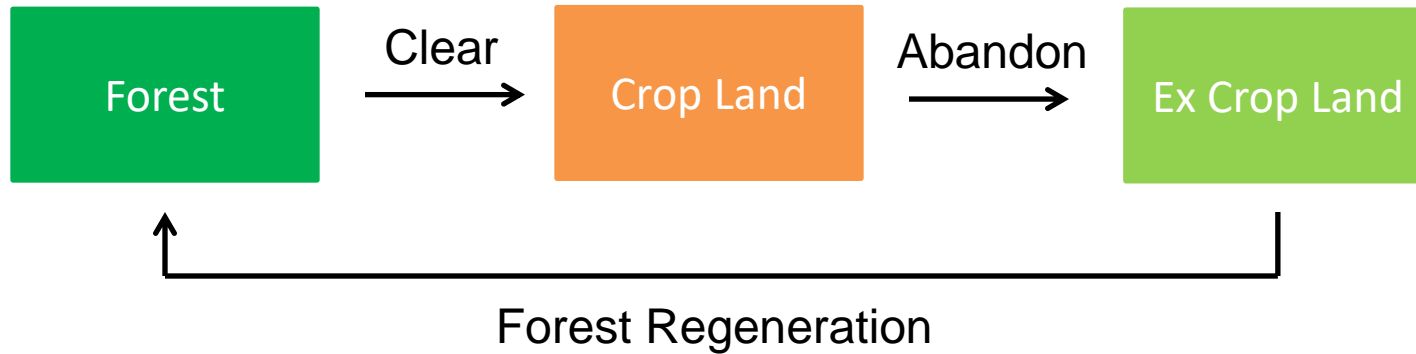 Forest
Clear
Crop Land
Abandon
Ex Crop Land
Forest Regeneration